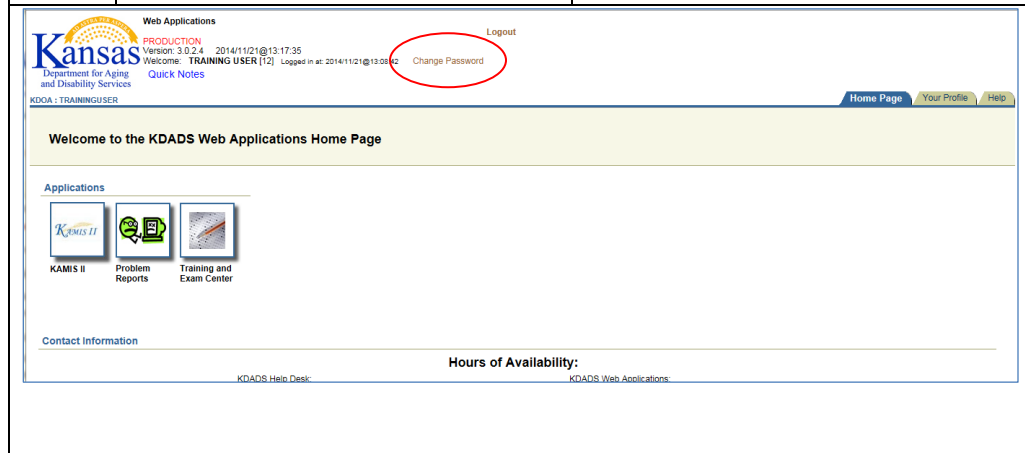 Web Applications
Logout
PRODUCTION
Version: 3.0.2.4 2014/11/21@13:17:35
Welcome: TRAINING USER [12] Logged in at: 2014/11/21@13:08:42 Change Password
Quick Notes
Kansas
Department for Aging
and Disability Services
KDOA : TRAININGUSER
Home Page Your Profile Help
Welcome to the KDADS Web Applications Home Page
Applications
KAMIS II
KAMIS II Problem Reports Training and Exam Center
Contact Information
Hours of Availability:
KDADS Help Desk: KDADS Web Applications: